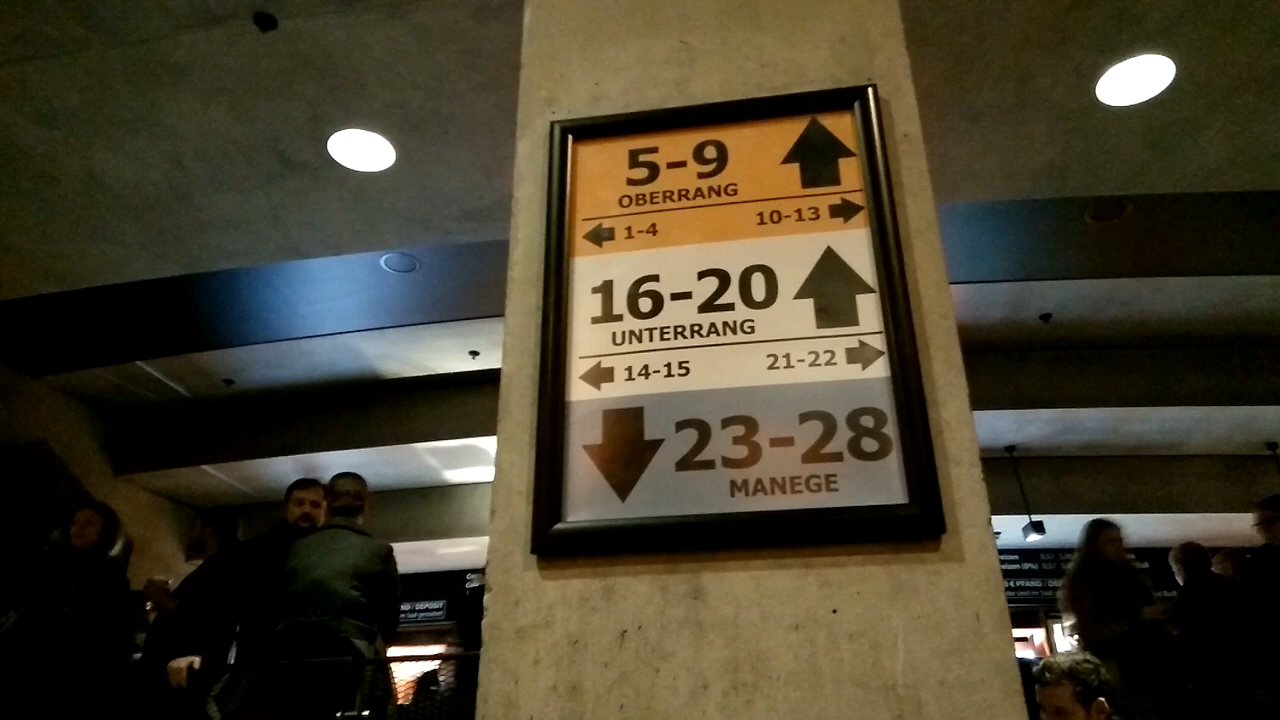 5-9
OBERRANG
1-4
10-13
16-20
UNTERRANG
14-15
21-22
23-28
MANEGE